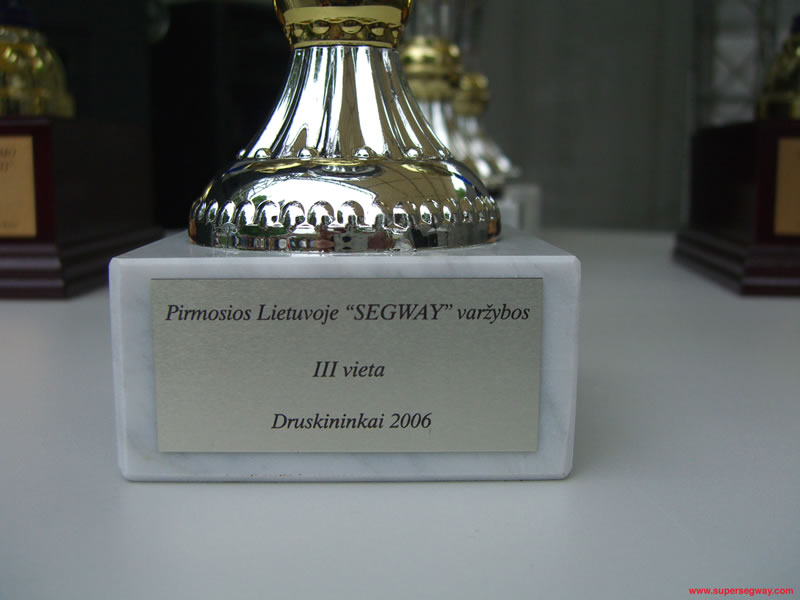 Pirmosios Lietuvoje “SEGWAY” varžybos
III vieta
Druskininkai 2006
www.supersegway.com